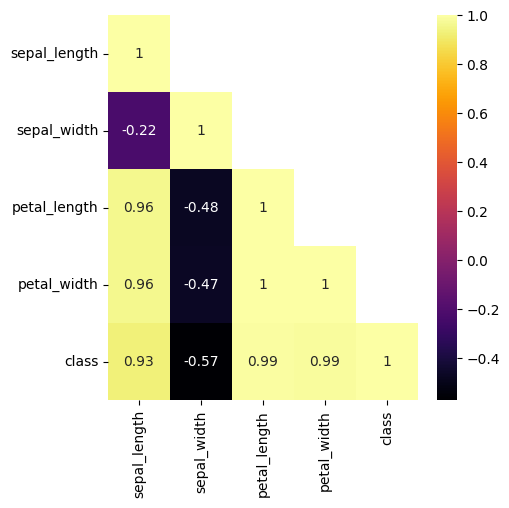 sepal_length 1
sepal_width -0.22 1
petal_length 0.96 -0.48 1
petal_width 0.96 -0.47 1 1
class 0.93 -0.57 0.99 0.99 1
sepal_length sepal_width petal_length petal_width class
1.0
0.8
0.6
0.4
0.2
0.0
−0.2
−0.4